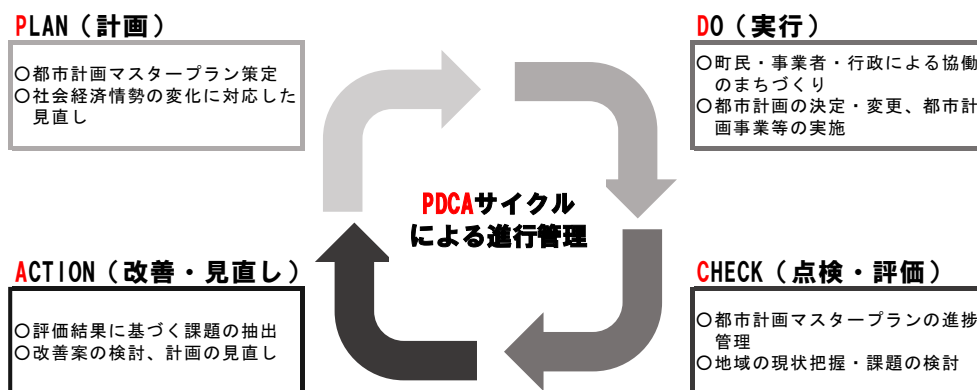 PLAN（計画）
〇都市計画マスタープラン策定
〇社会経済情勢の変化に対応した
見直し
DO（実行）
〇町民・事業者・行政による協働
のまちづくり
〇都市計画の決定・変更、都市計
画事業等の実施
PDCAサイクル
による進行管理
ACTION（改善・見直し）
〇評価結果に基づく課題の抽出
〇改善案の検討、計画の見直し
CHECK（点検・評価）
〇都市計画マスタープランの進捗
管理
〇地域の現状把握・課題の検討